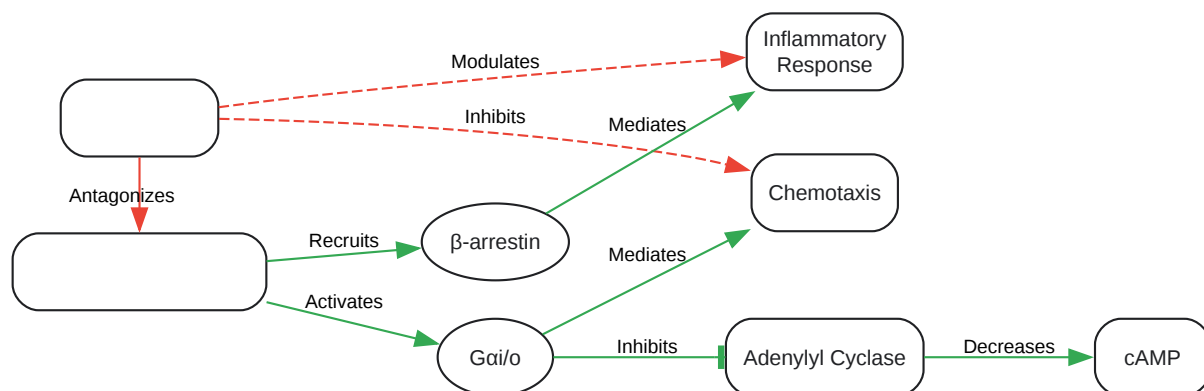 Inflammatory
Response
Modulates
Inhibits
Mediates
Chemotaxis
Antagonizes
Recruits
β-arrestin
Mediates
Activates
Gαi/o
Inhibits
Adenylyl Cyclase
Decreases
cAMP